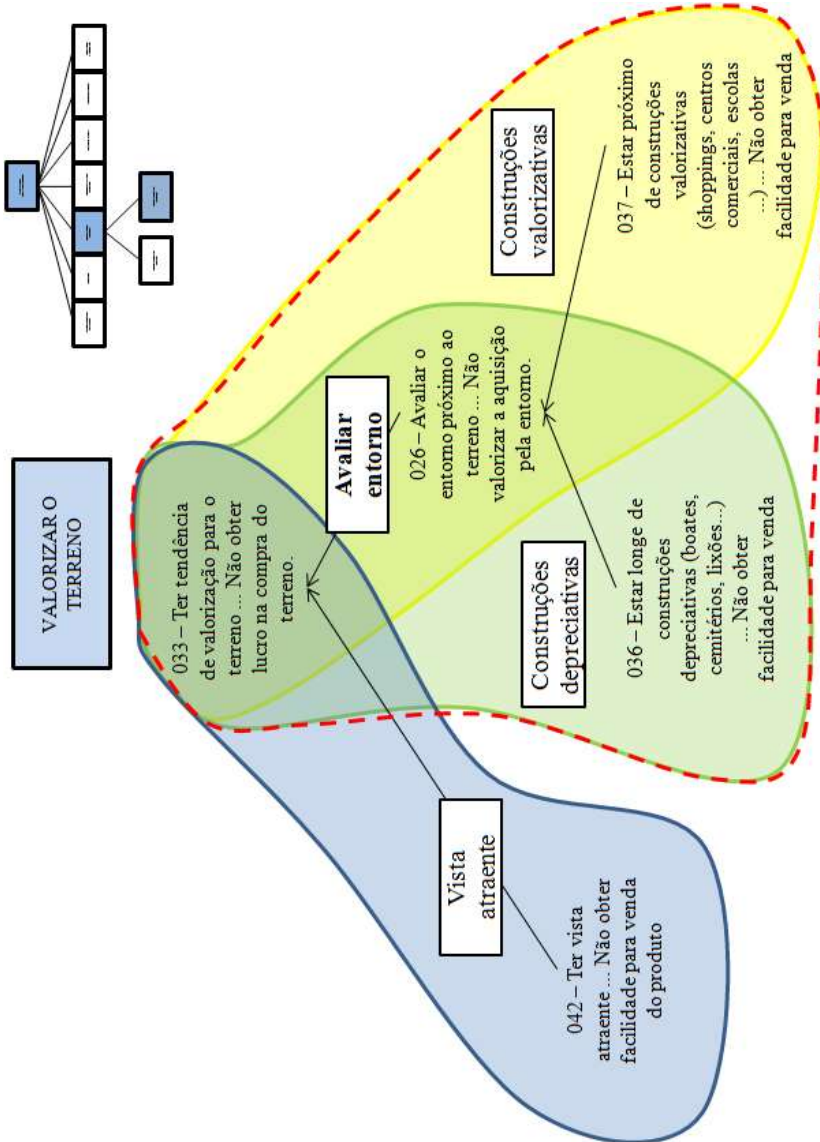 VALORIZAR O
TERRENO
033 – Ter tendência
de valorização para o
terreno ... Não obter
lucro na compra do
terreno.
Vista
atraente
Avaliar
entorno
042 – Ter vista
atraente ... Não obter
facilidade para venda
do produto
026 – Avaliar o
entorno próximo ao
terreno ... Não
valorizar a aquisição
pela entorno.
Construções
depreciativas
Construções
valorizativas
036 – Estar longe de
construções
depreciativas (boates,
cemitérios, lixões...)
... Não obter
facilidade para venda
037 – Estar próximo
de construções
valorizativas
(shoppings, centros
comerciais, escolas
...) ... Não obter
facilidade para venda